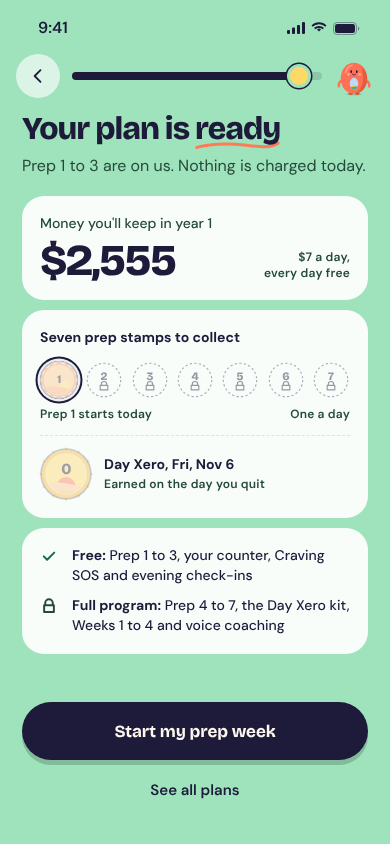 9:41
Your plan is ready
Prep 1 to 3 are on us. Nothing is charged today.
Money you'll keep in year 1
$2,555
$7 a day,
every day free
Seven prep stamps to collect
1 2 3 4 5 6 7
Prep 1 starts today
One a day
0
Day Xero, Fri, Nov 6
Earned on the day you quit
Free: Prep 1 to 3, your counter, Craving
SOS and evening check-ins
Full program: Prep 4 to 7, the Day Xero kit,
Weeks 1 to 4 and voice coaching
Start my prep week
See all plans